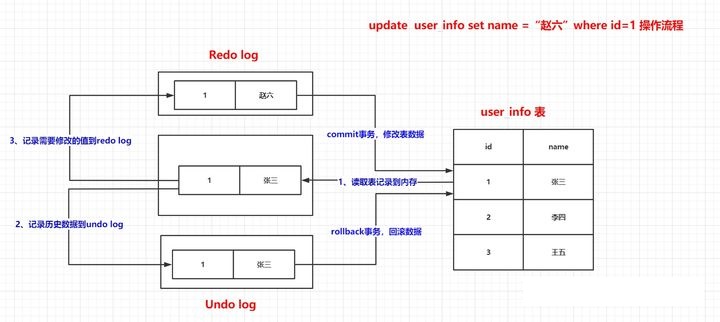 update user_info set name =“赵六”where id=1 操作流程
Redo log
1 赵六
3、记录需要修改的值到redo log
commit事务，修改表数据
user_info 表
id name
1 张三
2 李四
3 王五
1 张三
1、读取表记录到内存
2、记录历史数据到undo log
rollback事务，回滚数据
1 张三
Undo log